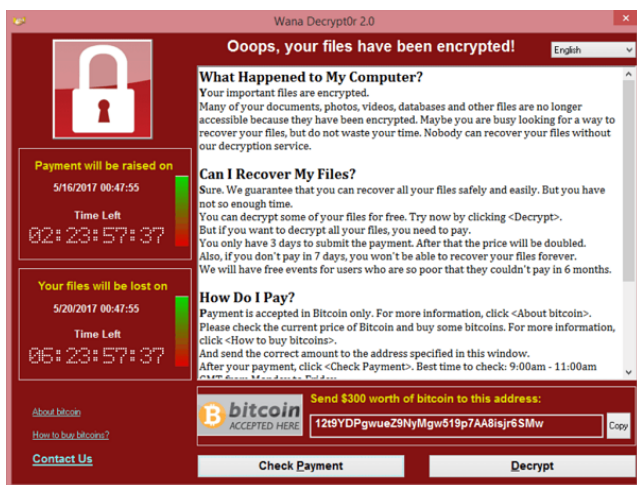 Wana Decrypt0r 2.0
Ooops, your files have been encrypted!
English
What Happened to My Computer?
Your important files are encrypted.
Many of your documents, photos, videos, databases and other files are no longer
accessible because they have been encrypted. Maybe you are busy looking for a way to
recover your files, but do not waste your time. Nobody can recover your files without
our decryption service.
Can I Recover My Files?
Sure. We guarantee that you can recover all your files safely and easily. But you have
not so enough time.
You can decrypt some of your files for free. Try now by clicking <Decrypt>.
But if you want to decrypt all your files, you need to pay.
You only have 3 days to submit the payment. After that the price will be doubled.
Also, if you don't pay in 7 days, you won't be able to recover your files forever.
We will have free events for users who are so poor that they couldn't pay in 6 months.
How Do I Pay?
Payment is accepted in Bitcoin only. For more information, click <About bitcoin>.
Please check the current price of Bitcoin and buy some bitcoins. For more information,
click <How to buy bitcoins>.
And send the correct amount to the address specified in this window.
After your payment, click <Check Payment>. Best time to check: 9:00am - 11:00am
GMT from Monday to Friday.
Payment will be raised on
5/16/2017 00:47:55
Time Left
02:23:57:37
Your files will be lost on
5/20/2017 00:47:55
Time Left
06:23:57:37
About bitcoin
How to buy bitcoins?
Contact Us
bitcoin
ACCEPTED HERE
Send $300 worth of bitcoin to this address:
12t9YDPgwueZ9NyMgw519p7AA8isjr6SMw
Copy
Check Payment
Decrypt